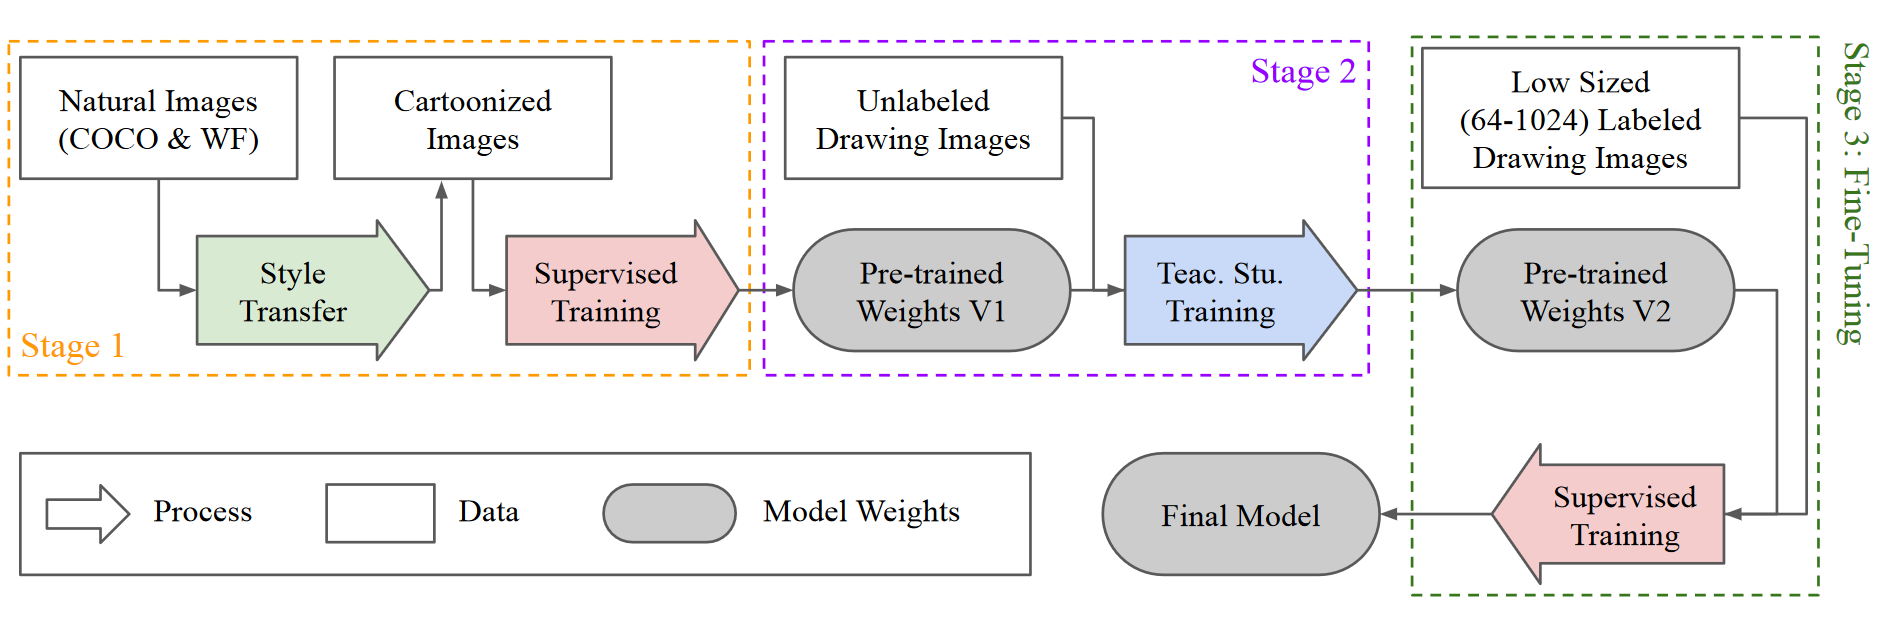 Natural Images
(COCO & WF)
Cartoonized
Images
Style
Transfer
Supervised
Training
Stage 1
Stage 2
Unlabeled
Drawing Images
Pre-trained
Weights V1
Teac. Stu.
Training
Low Sized
(64-1024) Labeled
Drawing Images
Pre-trained
Weights V2
Stage 3: Fine-Tuning
Supervised
Training
Final Model
Process
Data
Model Weights